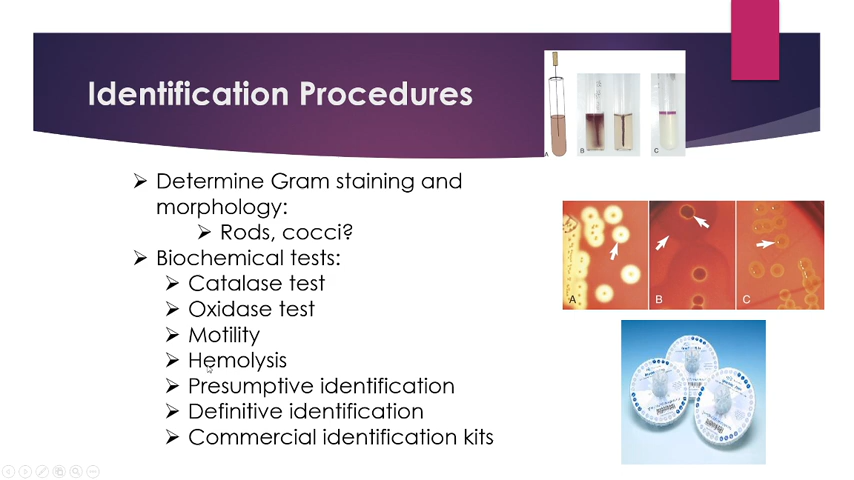 Identification Procedures
A
B
C
➢ Determine Gram staining and
morphology:
➢ Rods, cocci?
➢ Biochemical tests:
➢ Catalase test
➢ Oxidase test
➢ Motility
➢ Hemolysis
➢ Presumptive identification
➢ Definitive identification
➢ Commercial identification kits
A
B
C